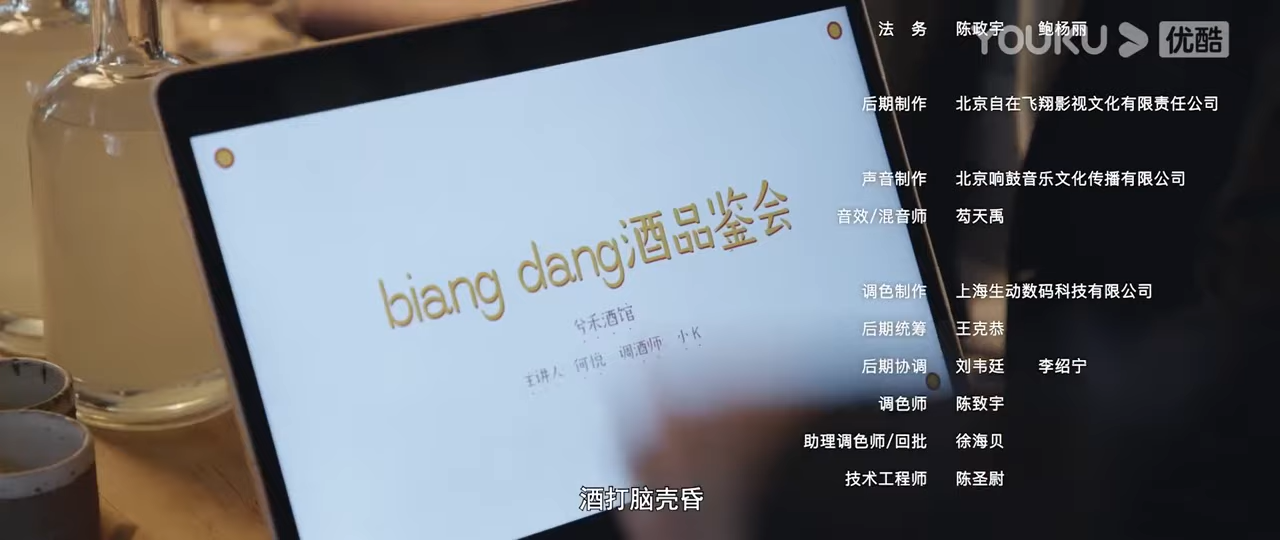 法 务 陈政宇 鲍杨丽
YOUKU 优酷
后期制作 北京自在飞翔影视文化有限责任公司
声音制作 北京响鼓音乐文化传播有限公司
音效/混音师 芶天禹
调色制作 上海生动数码科技有限公司
后期统筹 王克恭
后期协调 刘韦廷 李绍宁
调色师 陈致宇
助理调色师/回批 徐海贝
技术工程师 陈圣尉
biang dang酒品鉴会
兮禾酒馆
主讲人 何悦 调酒师 小K
酒打脑壳昏